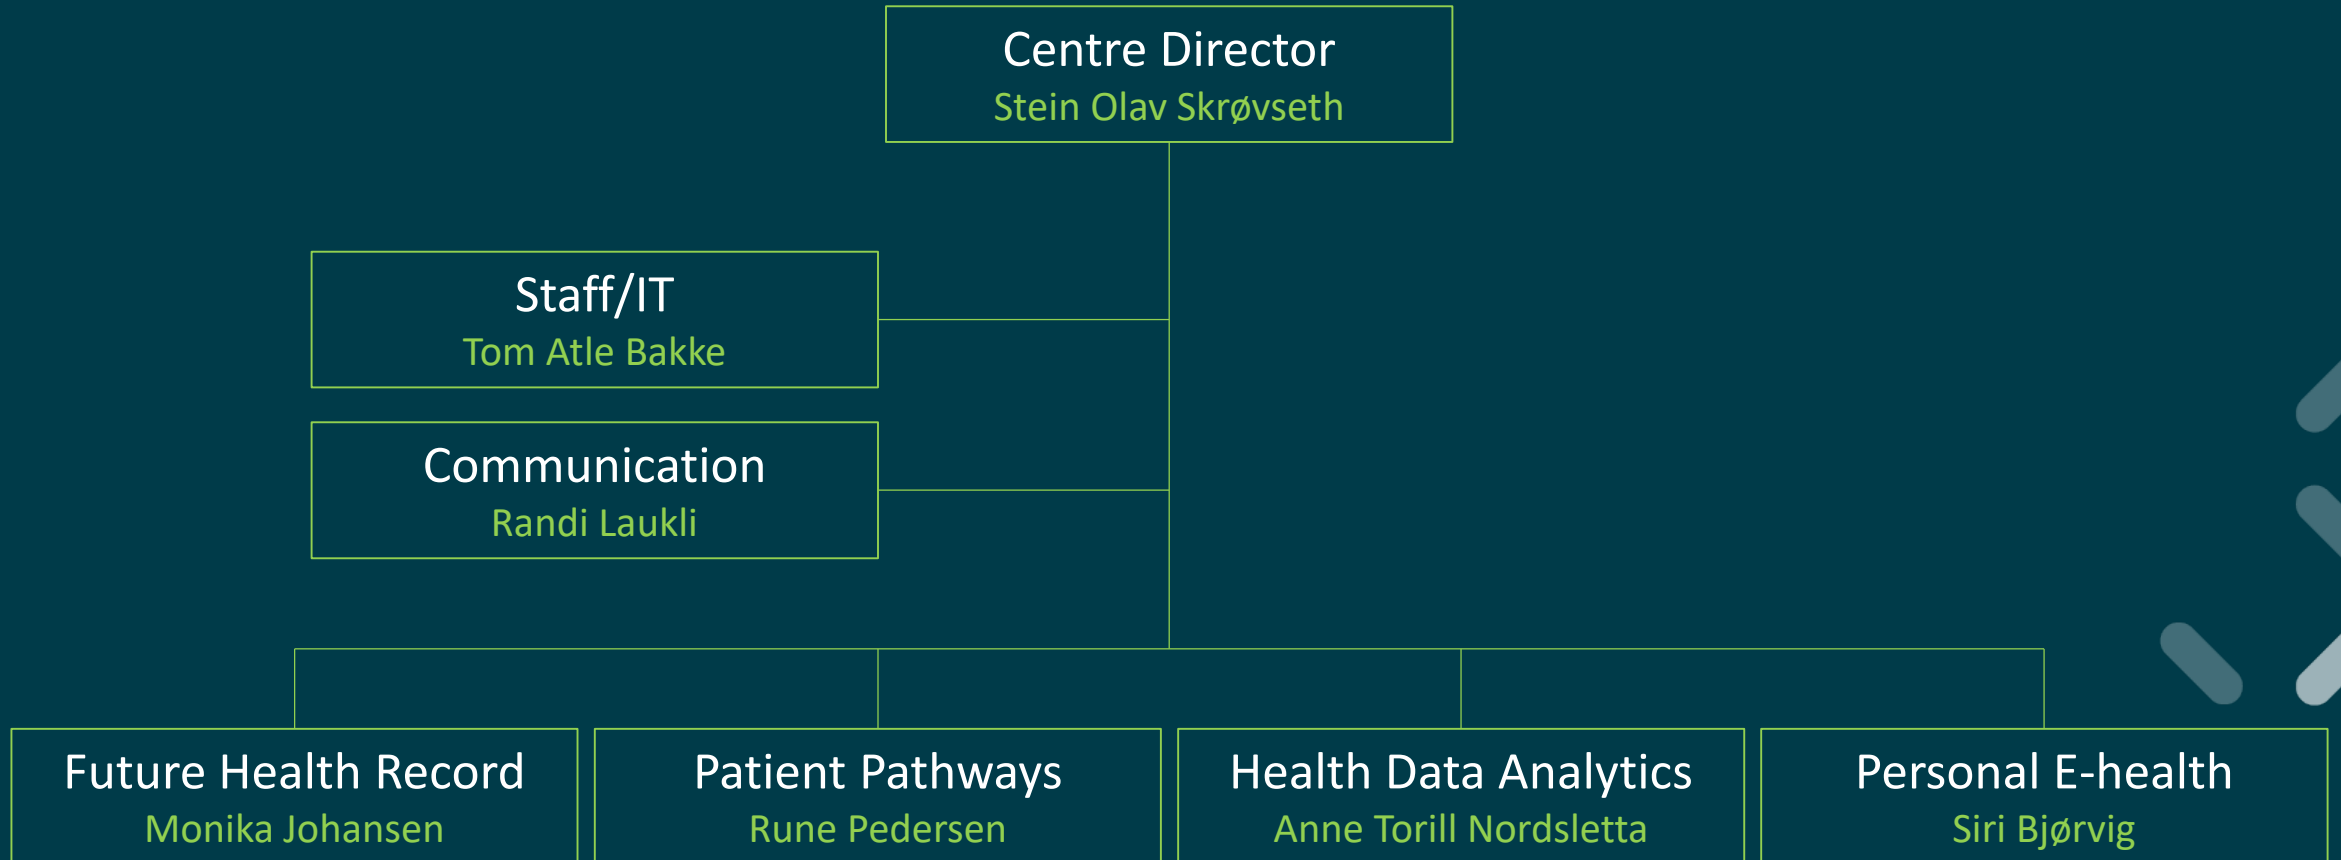 Centre Director
Stein Olav Skrøvseth
Staff/IT
Tom Atle Bakke
Communication
Randi Laukli
Future Health Record
Monika Johansen
Patient Pathways
Rune Pedersen
Health Data Analytics
Anne Torill Nordsletta
Personal E-health
Siri Bjørvig